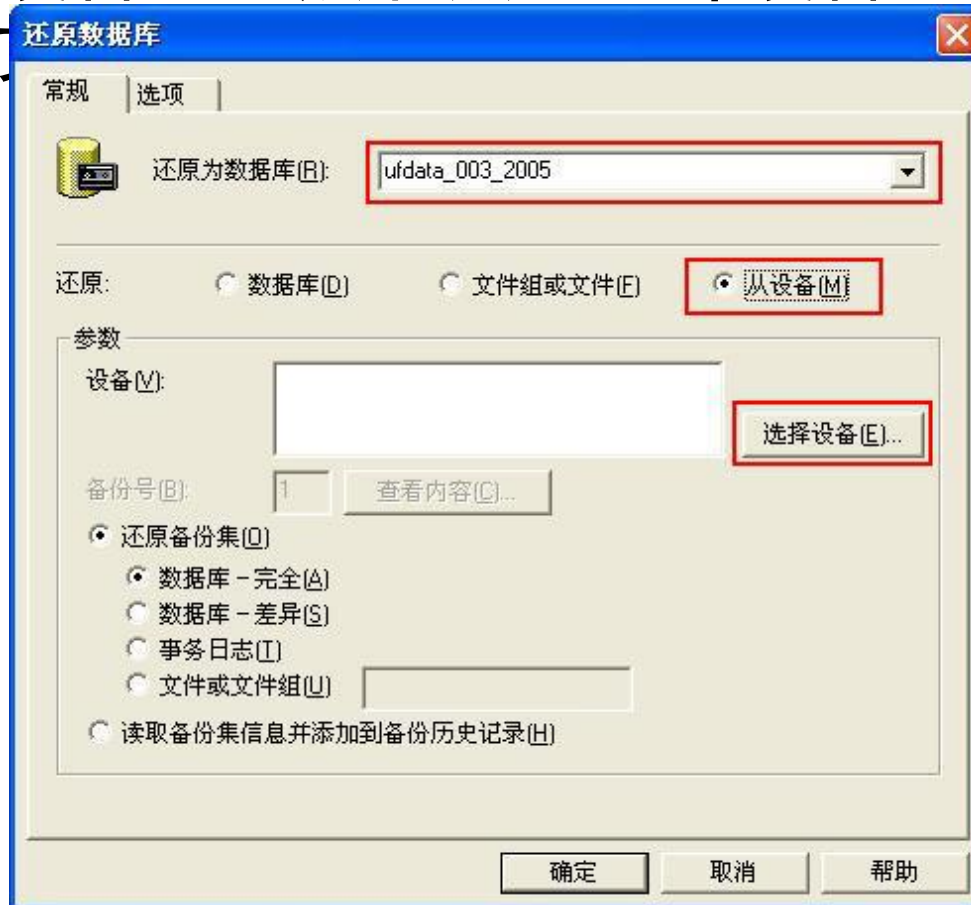 还原数据库
常规 选项
还原为数据库(R): ufdata_003_2005
还原: 数据库(D) 文件组或文件(F) 从设备(M)
参数
设备(V):
选择设备(E)...
备份号(B): 1 查看内容(C)...
还原备份集(O)
数据库－完全(A)
数据库－差异(S)
事务日志(T)
文件或文件组(U)
读取备份集信息并添加到备份历史记录(H)
确定 取消 帮助